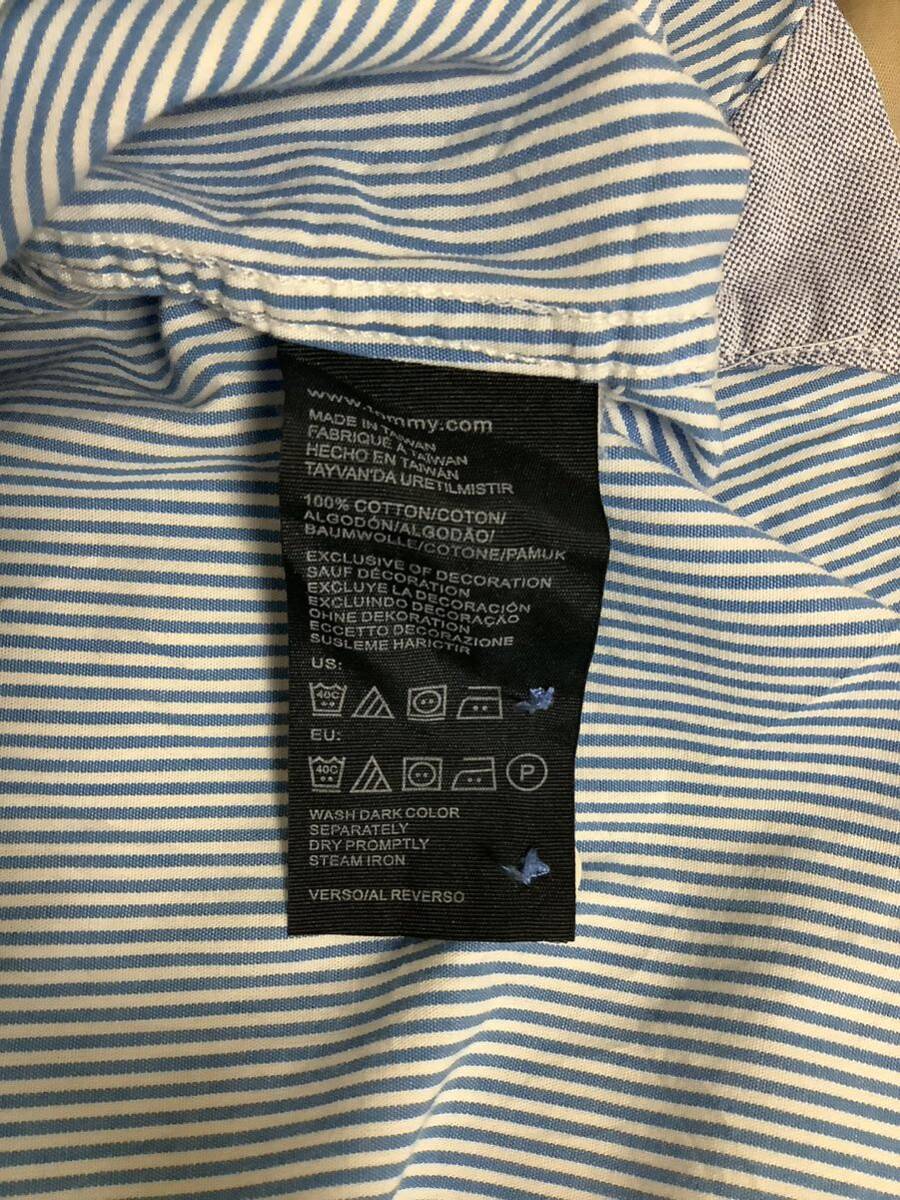 www.tommy.com
MADE IN TAIWAN
FABRIQUÉ A TAIWAN
HECHO EN TAIWÁN
TAYVAN'DA URETILMISTIR
100% COTTON/COTON/
ALGODÓN/ALGODÃO/
BAUMWOLLE/COTONE/PAMUK
EXCLUSIVE OF DECORATION
SAUF DÉCORATION
EXCLUYE LA DECORACIÓN
EXCLUINDO DECORAÇÃO
OHNE DEKORATION
ECCETTO DECORAZIONE
SUSLEME HARICTIR
US:
40C
EU:
40C P
WASH DARK COLOR
SEPARATELY
DRY PROMPTLY
STEAM IRON
VERSO/AL REVERSO